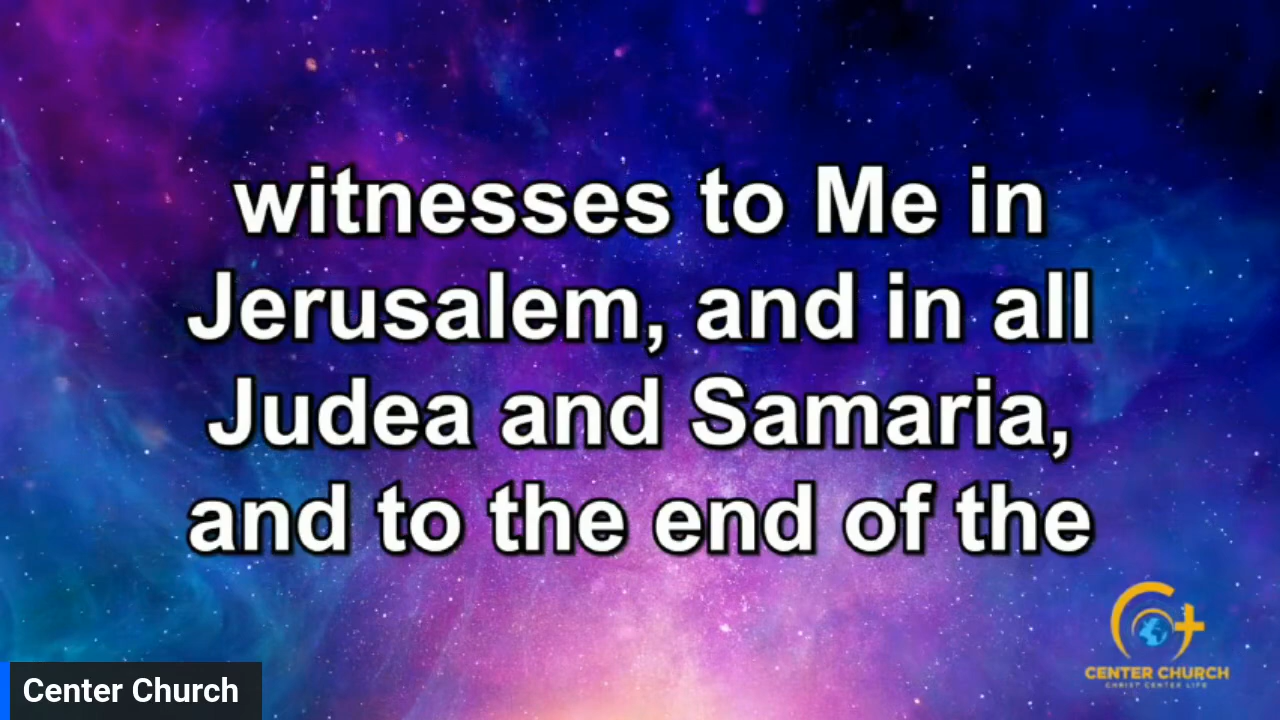 witnesses to Me in
Jerusalem, and in all
Judea and Samaria,
and to the end of the
CENTER CHURCH
CHRIST CENTER LIFE
Center Church